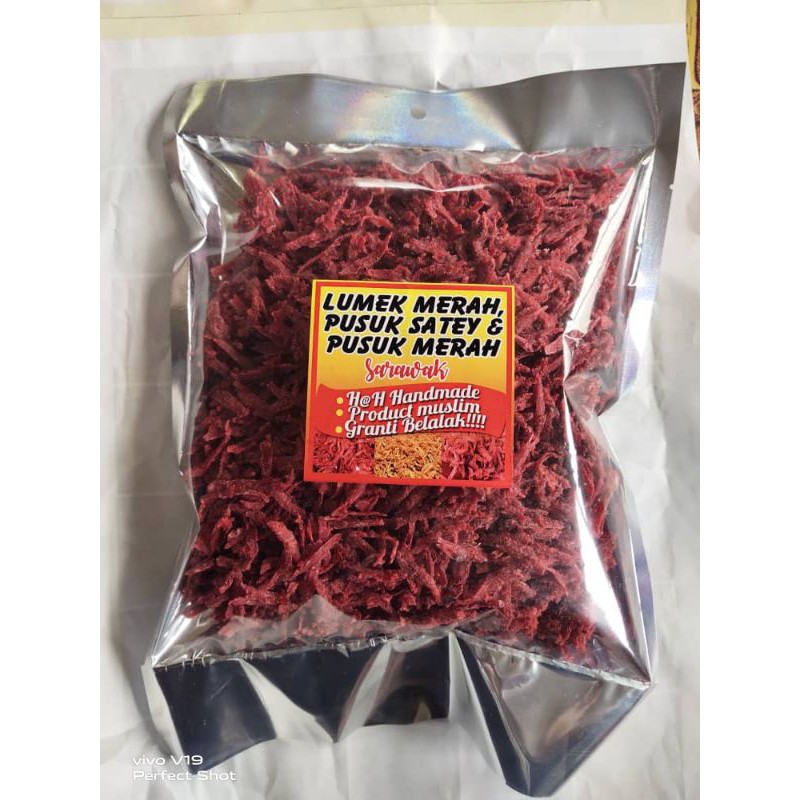 LUMEK MERAH,
PUSUK SATEY &
PUSUK MERAH
Sarawak
• H@H Handmade
• Product muslim
• Granti Belalak!!!!
vivo V19
Perfect Shot